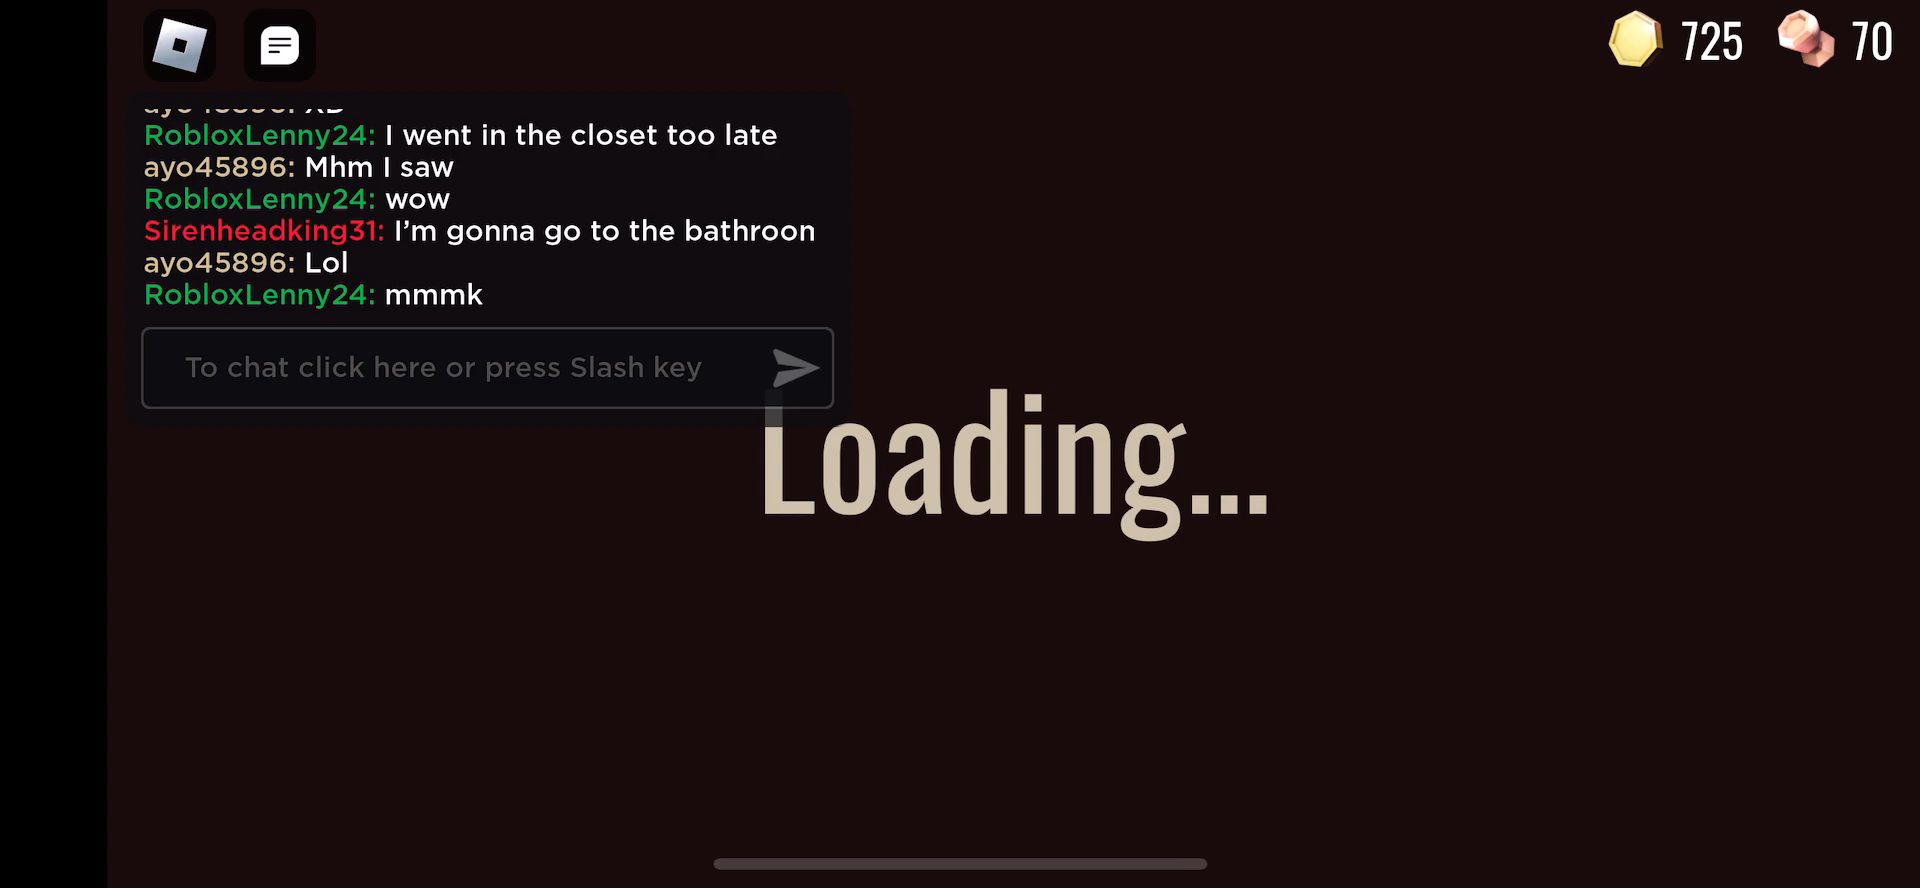 725 70
RobloxLenny24: I went in the closet too late
ayo45896: Mhm I saw
RobloxLenny24: wow
Sirenheadking31: I’m gonna go to the bathroon
ayo45896: Lol
RobloxLenny24: mmmk
To chat click here or press Slash key
Loading...